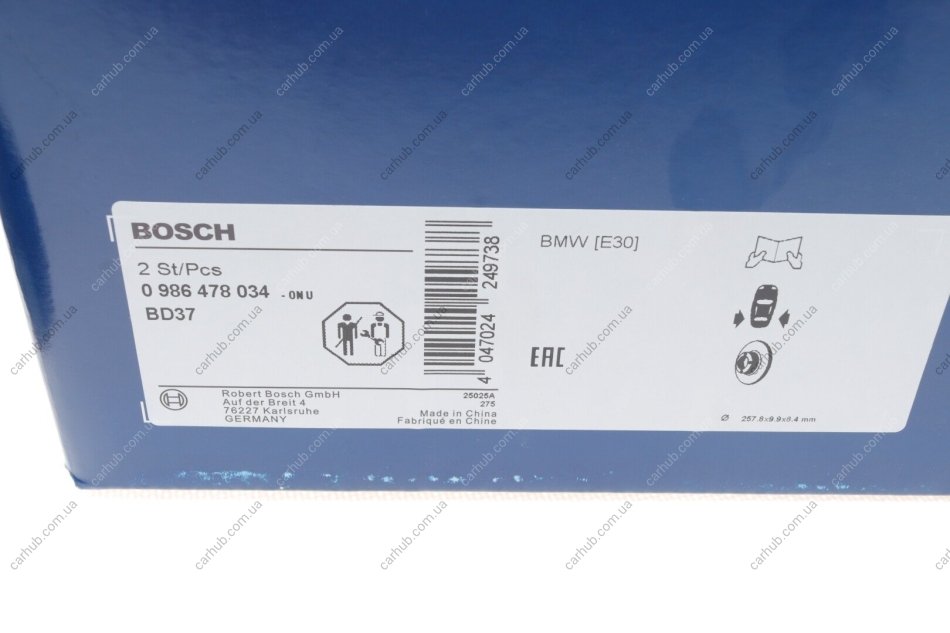 BOSCH
2 St/Pcs
0 986 478 034 - 0NU
BD37
4 047024 249738
BMW [E30]
EAC
Robert Bosch GmbH
Auf der Breit 4
76227 Karlsruhe
GERMANY
25025A
275
Made in China
Fabriqué en Chine
Ø 257.8x9.9x8.4 mm
carhub.com.ua